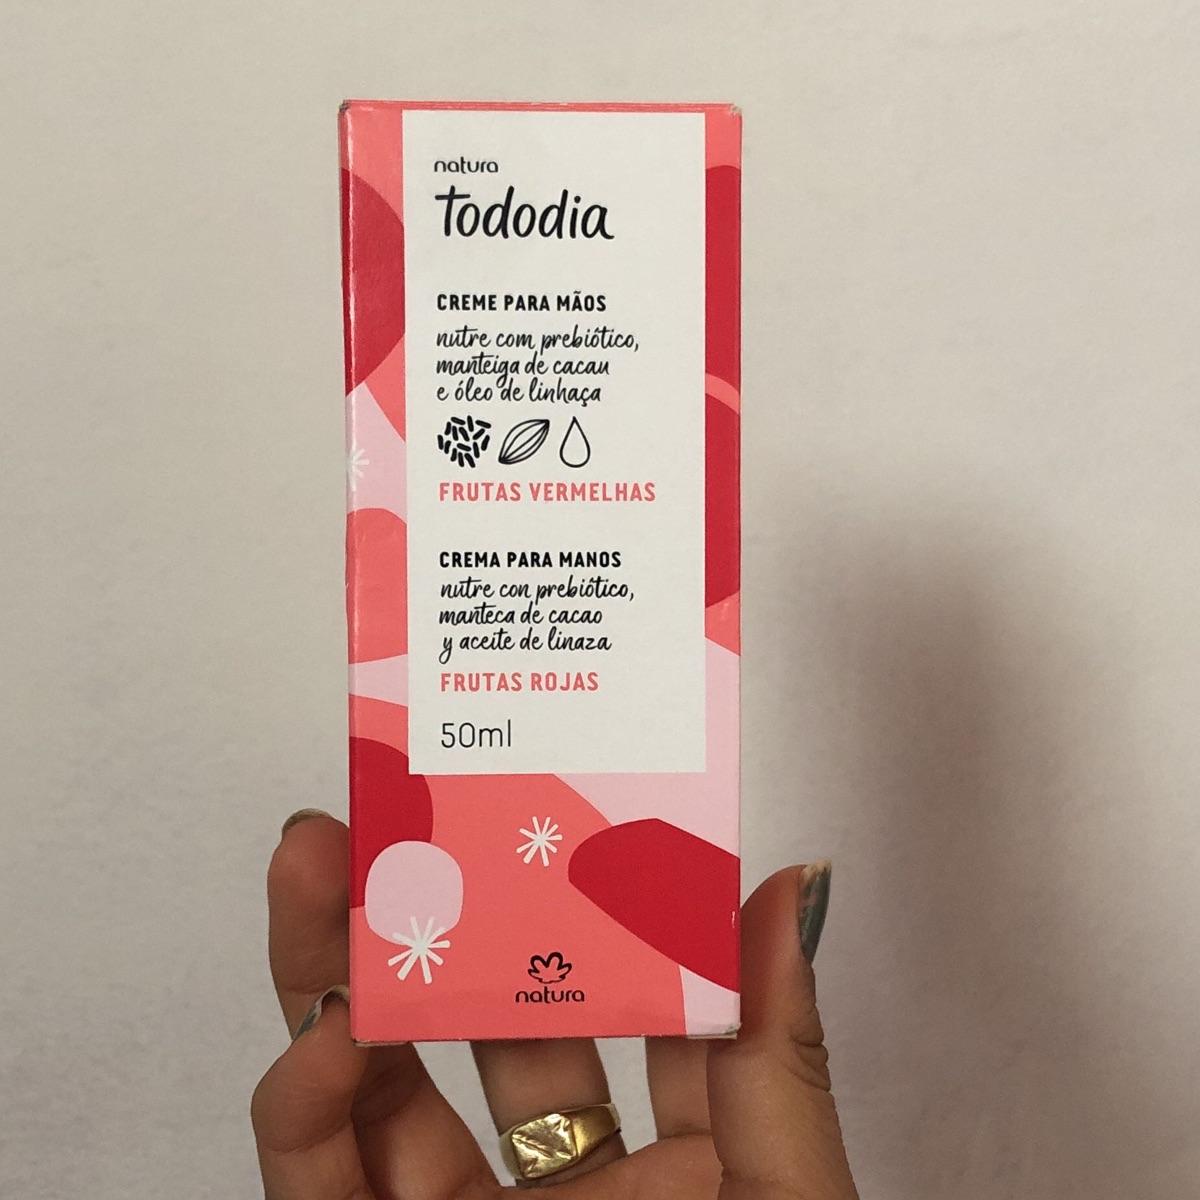 natura
tododia
CREME PARA MÃOS
nutre com prebiótico,
manteiga de cacau
e óleo de linhaça
FRUTAS VERMELHAS
CREMA PARA MANOS
nutre con prebiótico,
manteca de cacao
y aceite de linaza
FRUTAS ROJAS
50ml
natura